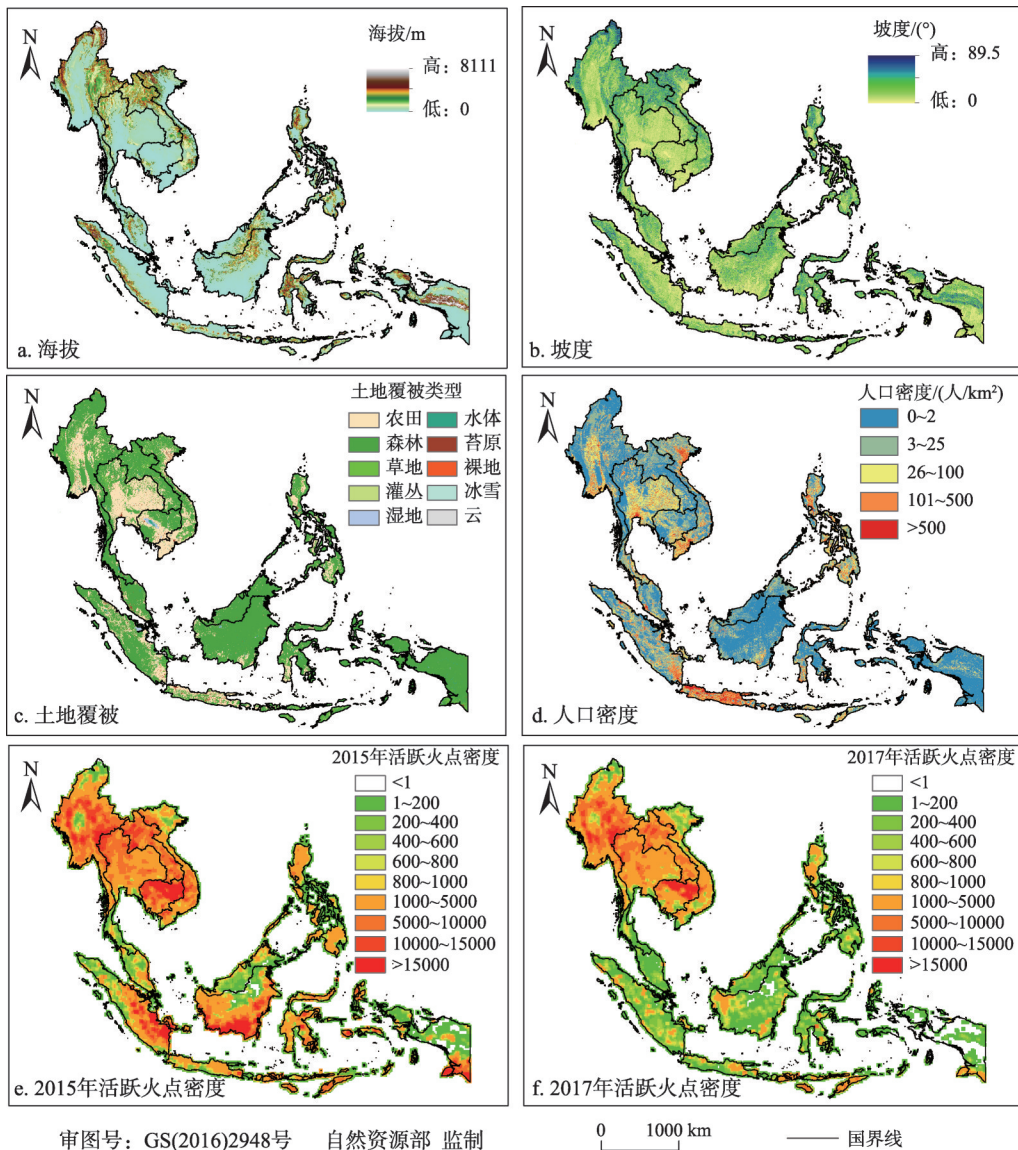 N
海拔/m
高：8111
低：0
a. 海拔
N
坡度/(°)
高：89.5
低：0
b. 坡度
N
土地覆被类型
农田 水体
森林 苔原
草地 裸地
灌丛 冰雪
湿地 云
c. 土地覆被
N
人口密度/(人/km²)
0~2
3~25
26~100
101~500
>500
d. 人口密度
N
2015年活跃火点密度
<1
1~200
200~400
400~600
600~800
800~1000
1000~5000
5000~10000
10000~15000
>15000
e. 2015年活跃火点密度
N
2017年活跃火点密度
<1
1~200
200~400
400~600
600~800
800~1000
1000~5000
5000~10000
10000~15000
>15000
f. 2017年活跃火点密度
审图号：GS(2016)2948号 自然资源部 监制
0 1000 km
国界线